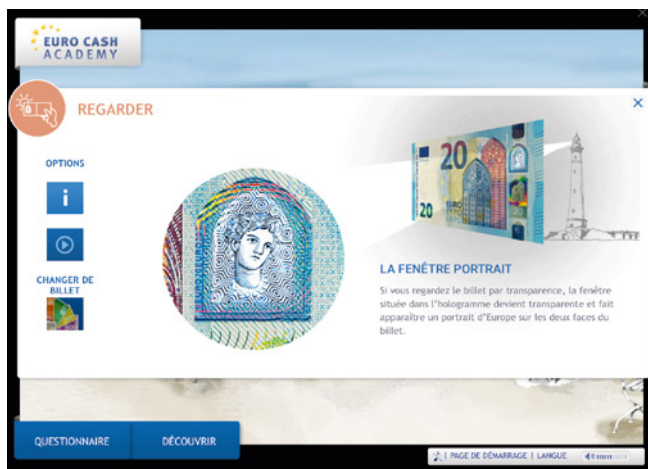 EURO CASH
ACADEMY
REGARDER
OPTIONS
i
CHANGER DE
BILLET
20
20
EURO
LA FENÊTRE PORTRAIT
Si vous regardez le billet par transparence, la fenêtre
située dans l'hologramme devient transparente et fait
apparaître un portrait d'Europe sur les deux faces du
billet.
QUESTIONNAIRE
DÉCOUVRIR
| PAGE DE DÉMARRAGE | LANGUE